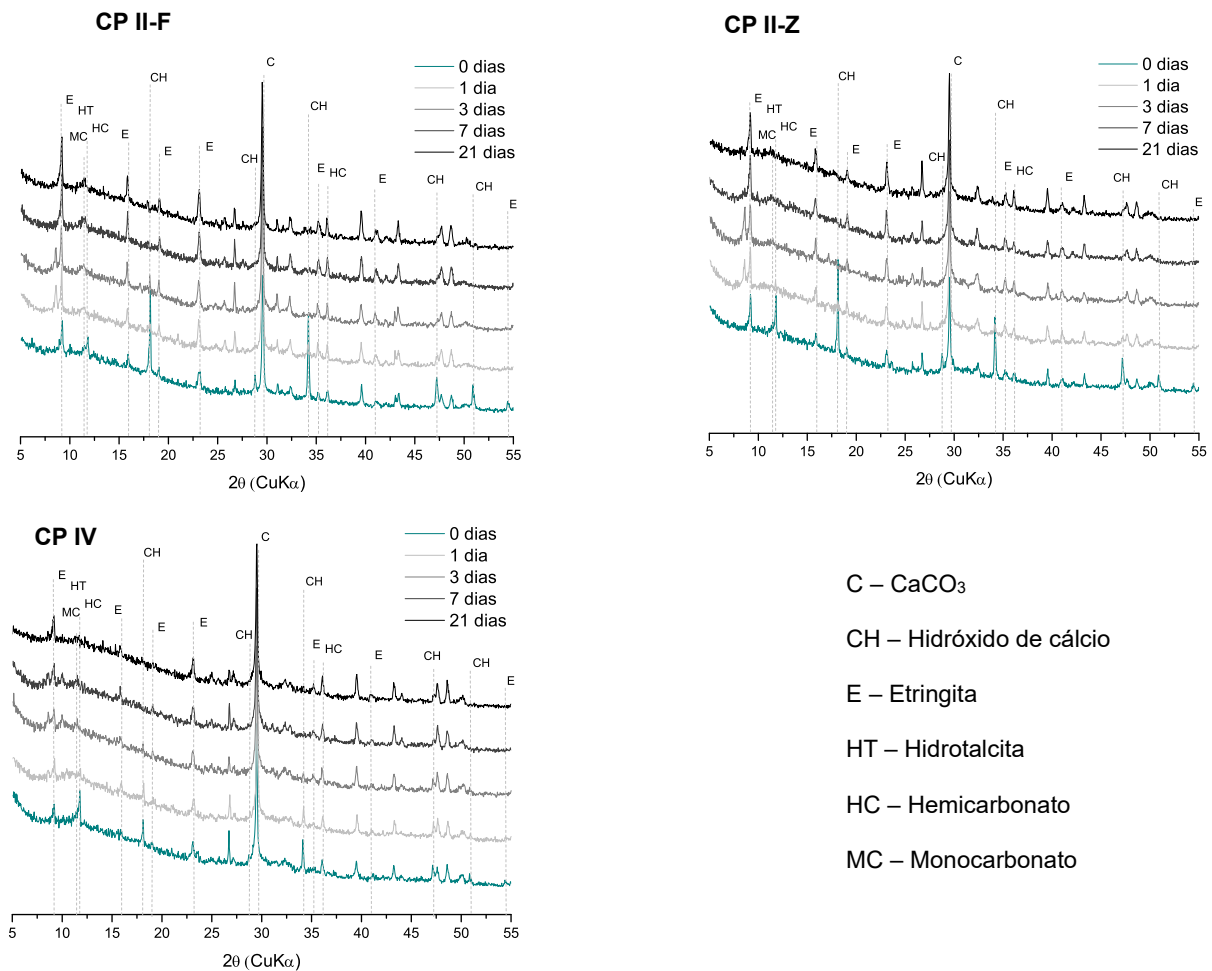 CP II-F
C
CH
0 dias
1 dia
3 dias
7 dias
21 dias
E
HT
MC
HC
E
E
E
CH
CH
E
HC
E
CH
CH
E
5 10 15 20 25 30 35 40 45 50 55
2θ (CuKα)
CP II-Z
C
CH
0 dias
1 dia
3 dias
7 dias
21 dias
E
HT
MC
HC
E
E
E
CH
CH
E
HC
E
CH
CH
E
5 10 15 20 25 30 35 40 45 50 55
2θ (CuKα)
CP IV
C
CH
0 dias
1 dia
3 dias
7 dias
21 dias
E
HT
MC
HC
E
E
E
CH
CH
E
HC
E
CH
CH
E
5 10 15 20 25 30 35 40 45 50 55
2θ (CuKα)
C – CaCO₃
CH – Hidróxido de cálcio
E – Etringita
HT – Hidrotalcita
HC – Hemicarbonato
MC – Monocarbonato